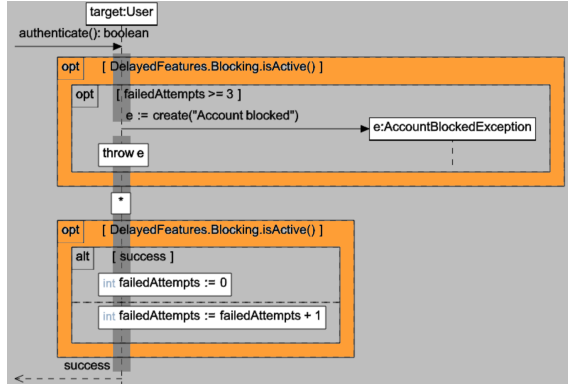 target:User
authenticate(): boolean
opt [ DelayedFeatures.Blocking.isActive() ]
opt [ failedAttempts >= 3 ]
e := create("Account blocked")
e:AccountBlockedException
throw e
*
opt [ DelayedFeatures.Blocking.isActive() ]
alt [ success ]
int failedAttempts := 0
int failedAttempts := failedAttempts + 1
success